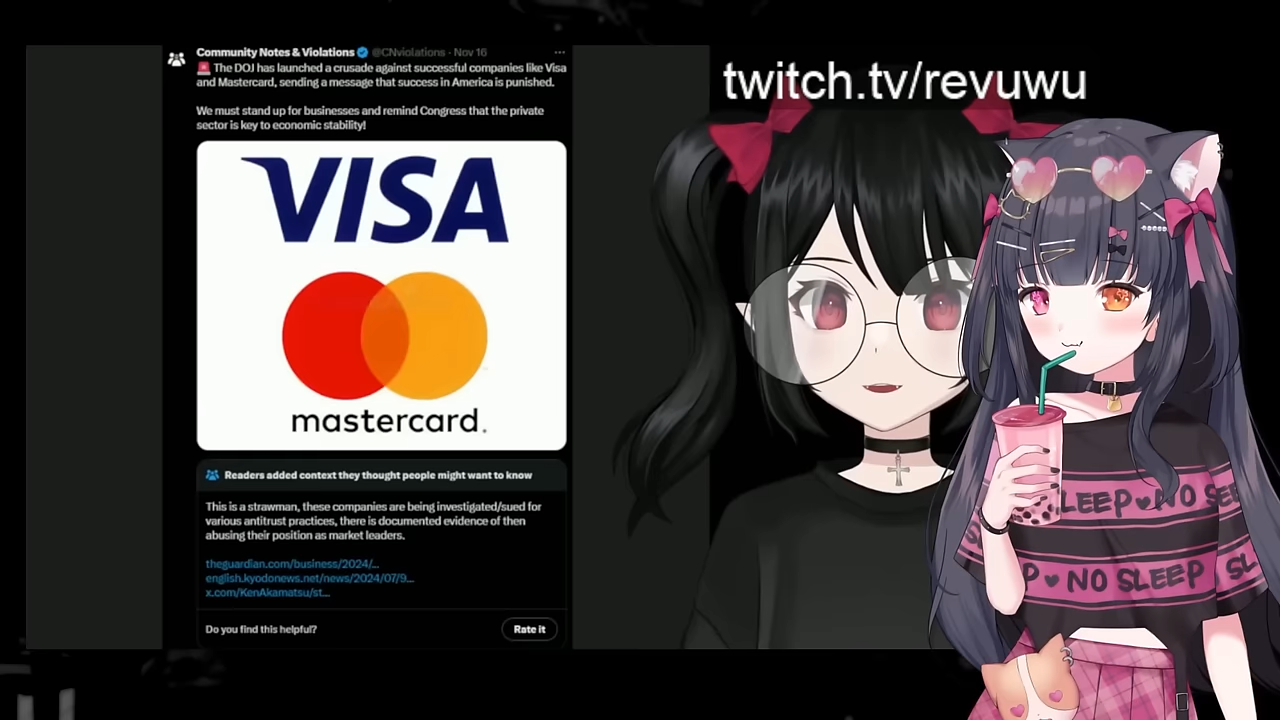 Community Notes & Violations @CNviolations · Nov 16
🚨 The DOJ has launched a crusade against successful companies like Visa
and Mastercard, sending a message that success in America is punished.
We must stand up for businesses and remind Congress that the private
sector is key to economic stability!
VISA
mastercard.
Readers added context they thought people might want to know
This is a strawman, these companies are being investigated/sued for
various antitrust practices, there is documented evidence of then
abusing their position as market leaders.
theguardian.com/business/2024/...
english.kyodonews.net/news/2024/07/9...
x.com/KenAkamatsu/st...
Do you find this helpful?
Rate it
twitch.tv/revuwu
SLEEP♥NO SLE
P ♥ NO SLEEP SL